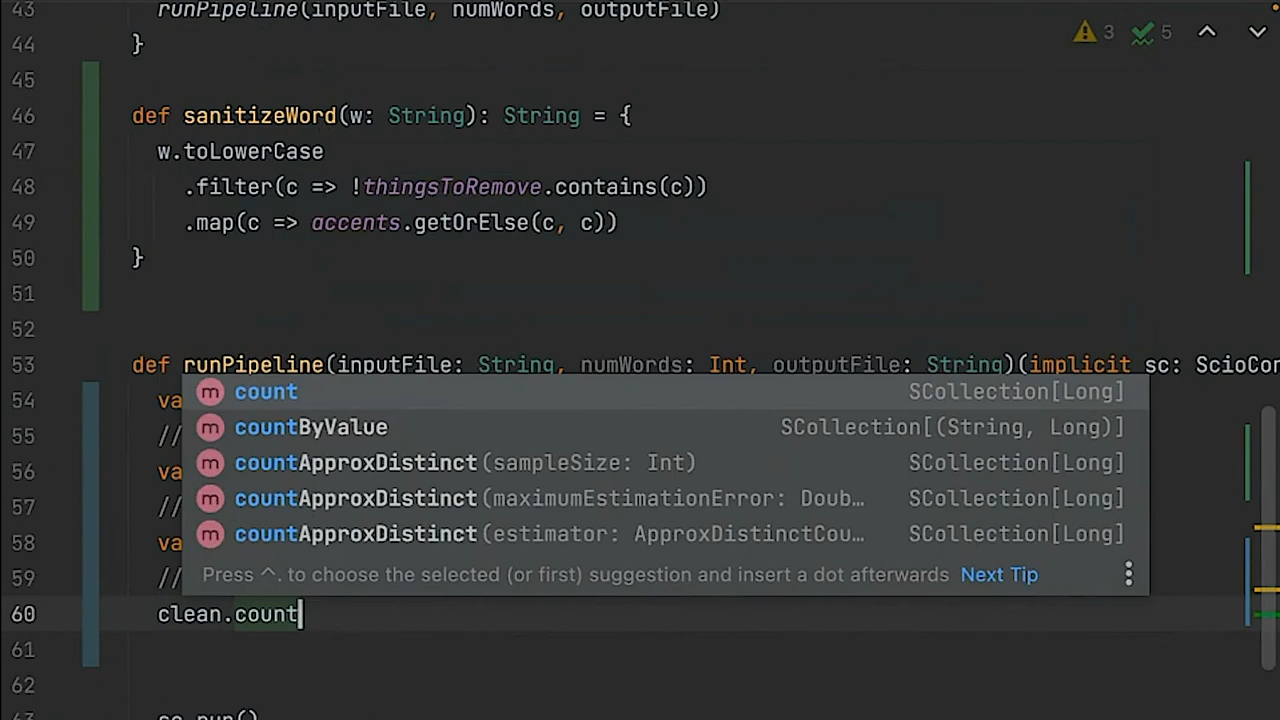 43 runPipeline(inputFile, numWords, outputFile)
44 }
3 5
45
46 def sanitizeWord(w: String): String = {
47 w.toLowerCase
48 .filter(c => !thingsToRemove.contains(c))
49 .map(c => accents.getOrElse(c, c))
50 }
51
52
53 def runPipeline(inputFile: String, numWords: Int, outputFile: String)(implicit sc: ScioCon
count SCollection[Long]
54 va
countByValue SCollection[(String, Long)]
55 //
countApproxDistinct(sampleSize: Int) SCollection[Long]
56 va
countApproxDistinct(maximumEstimationError: Doub… SCollection[Long]
57 //
countApproxDistinct(estimator: ApproxDistinctCou… SCollection[Long]
58 va
Press ^. to choose the selected (or first) suggestion and insert a dot afterwards Next Tip
59 //
60 clean.count
61
62
63 sc.run()